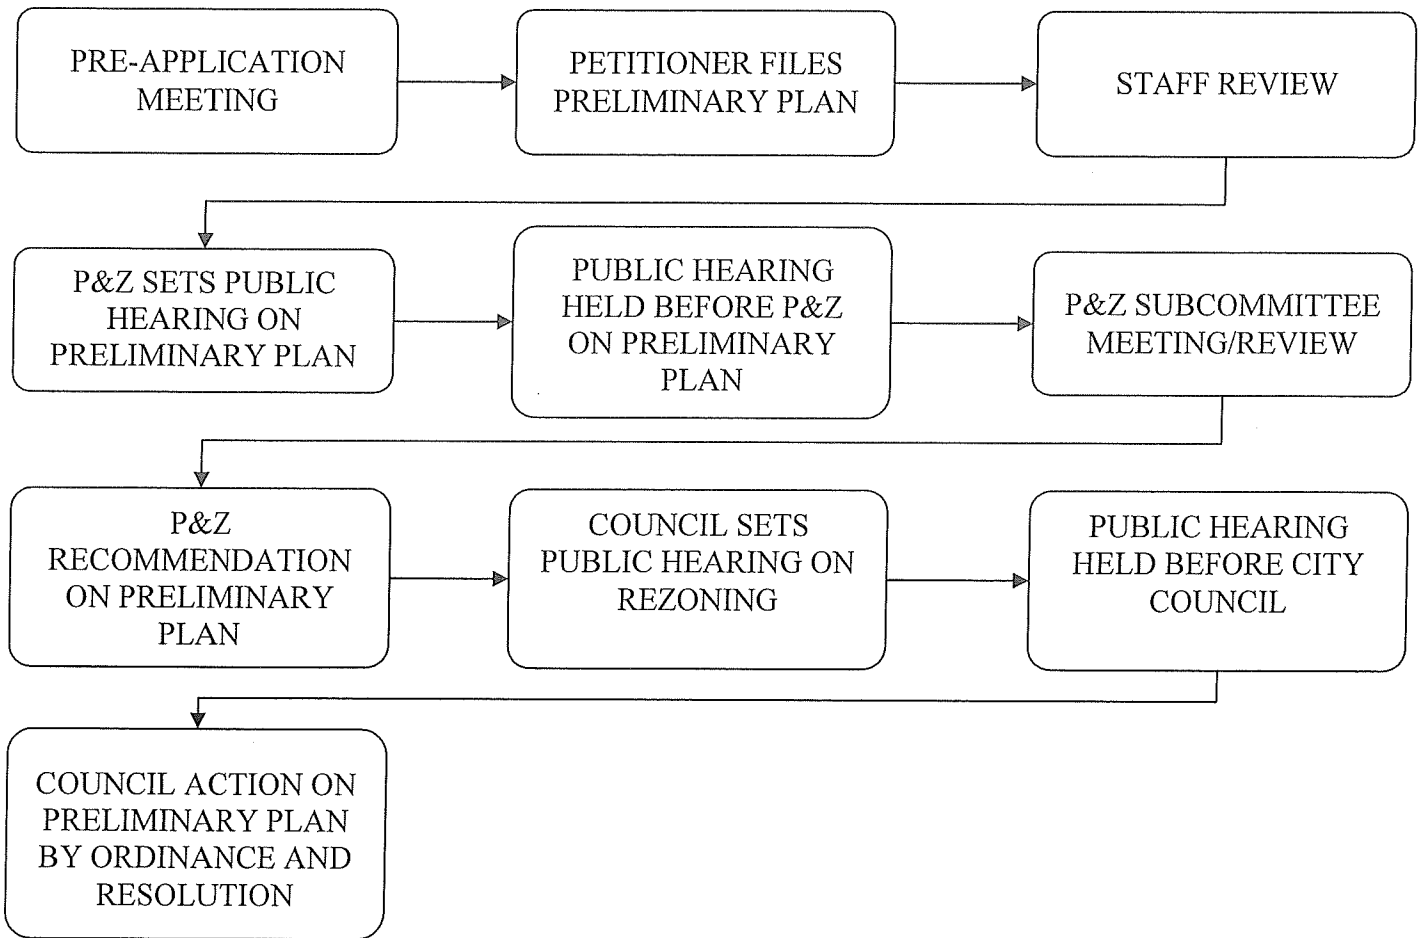 PRE-APPLICATION
MEETING
PETITIONER FILES
PRELIMINARY PLAN
STAFF REVIEW
P&Z SETS PUBLIC
HEARING ON
PRELIMINARY PLAN
PUBLIC HEARING
HELD BEFORE P&Z
ON PRELIMINARY
PLAN
P&Z SUBCOMMITTEE
MEETING/REVIEW
P&Z
RECOMMENDATION
ON PRELIMINARY
PLAN
COUNCIL SETS
PUBLIC HEARING ON
REZONING
PUBLIC HEARING
HELD BEFORE CITY
COUNCIL
COUNCIL ACTION ON
PRELIMINARY PLAN
BY ORDINANCE AND
RESOLUTION